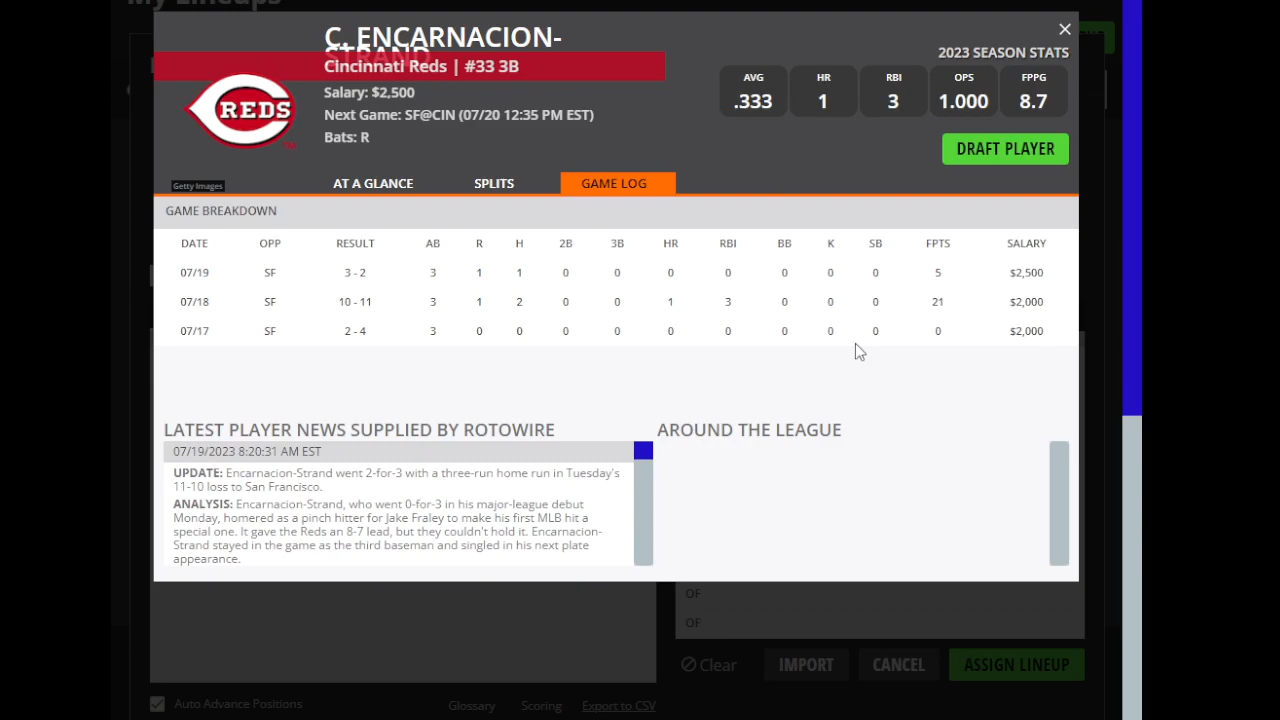 My Lineups
C. ENCARNACION-
STRAND
Cincinnati Reds | #33 3B
Salary: $2,500
Next Game: SF@CIN (07/20 12:35 PM EST)
Bats: R
REDS
TM
Getty Images
2023 SEASON STATS
AVG HR RBI OPS FPPG
.333 1 3 1.000 8.7
DRAFT PLAYER
AT A GLANCE SPLITS GAME LOG
GAME BREAKDOWN
DATE OPP RESULT AB R H 2B 3B HR RBI BB K SB FPTS SALARY
07/19 SF 3 - 2 3 1 1 0 0 0 0 0 0 0 5 $2,500
07/18 SF 10 - 11 3 1 2 0 0 1 3 0 0 0 21 $2,000
07/17 SF 2 - 4 3 0 0 0 0 0 0 0 0 0 0 $2,000
LATEST PLAYER NEWS SUPPLIED BY ROTOWIRE
07/19/2023 8:20:31 AM EST
UPDATE: Encarnacion-Strand went 2-for-3 with a three-run home run in Tuesday's
11-10 loss to San Francisco.
ANALYSIS: Encarnacion-Strand, who went 0-for-3 in his major-league debut
Monday, homered as a pinch hitter for Jake Fraley to make his first MLB hit a
special one. It gave the Reds an 8-7 lead, but they couldn't hold it. Encarnacion-
Strand stayed in the game as the third baseman and singled in his next plate
appearance.
AROUND THE LEAGUE
OF
OF
Clear IMPORT CANCEL ASSIGN LINEUP
Auto Advance Positions Glossary Scoring Export to CSV